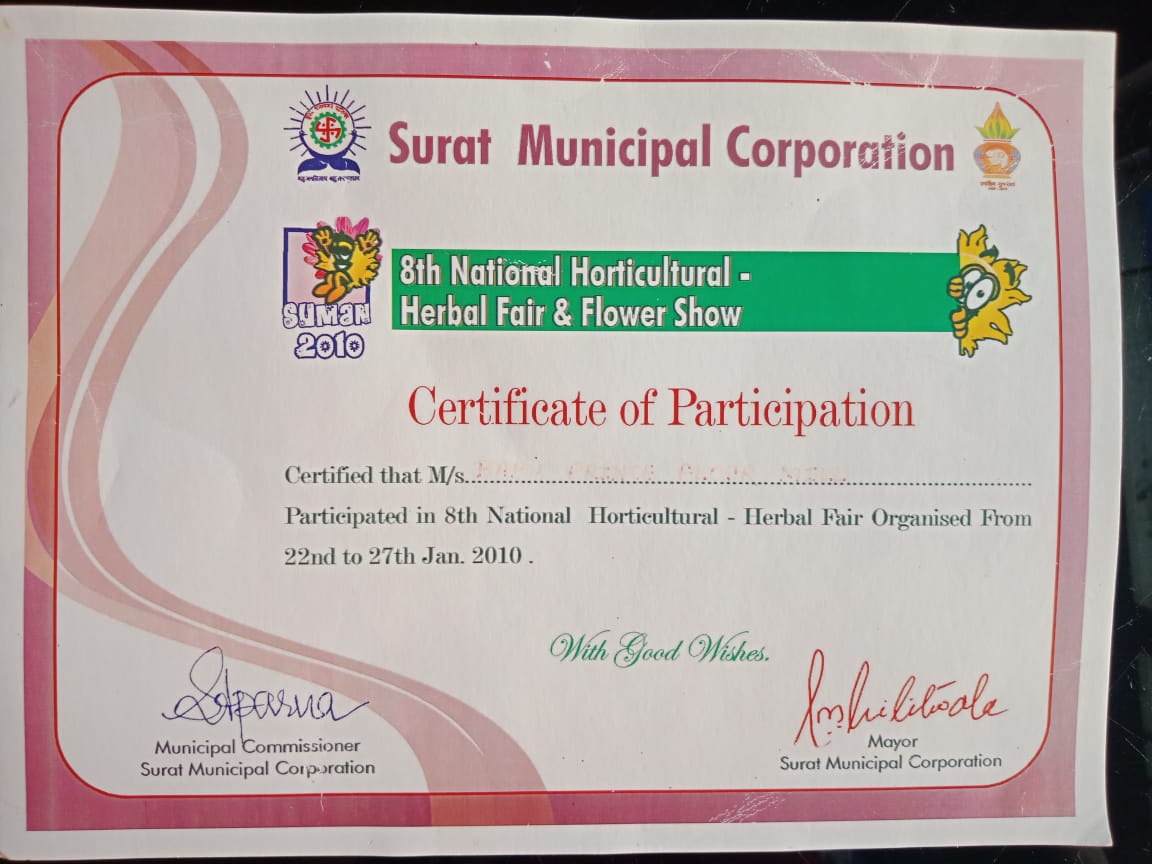 Surat Municipal Corporation
SUMAN
2010
8th National Horticultural -
Herbal Fair & Flower Show
Certificate of Participation
Certified that M/s.
Participated in 8th National Horticultural - Herbal Fair Organised From
22nd to 27th Jan. 2010 .
With Good Wishes.
Municipal Commissioner
Surat Municipal Corporation
Mayor
Surat Municipal Corporation